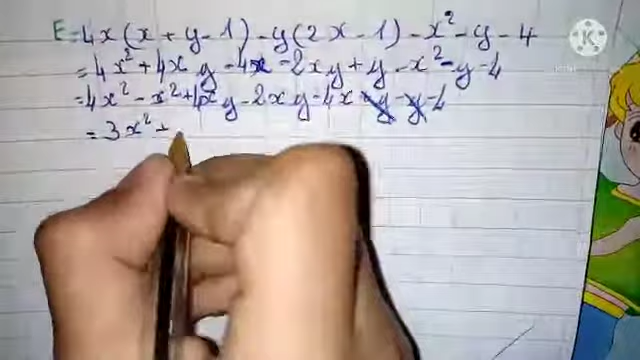 E=4x(x+y-1)-y(2x-1)-x²-y-4
=4x²+4xy-4x-2xy+y-x²-y-4
=4x²-x²+4xy-2xy-4x+y-y-4
=3x²+